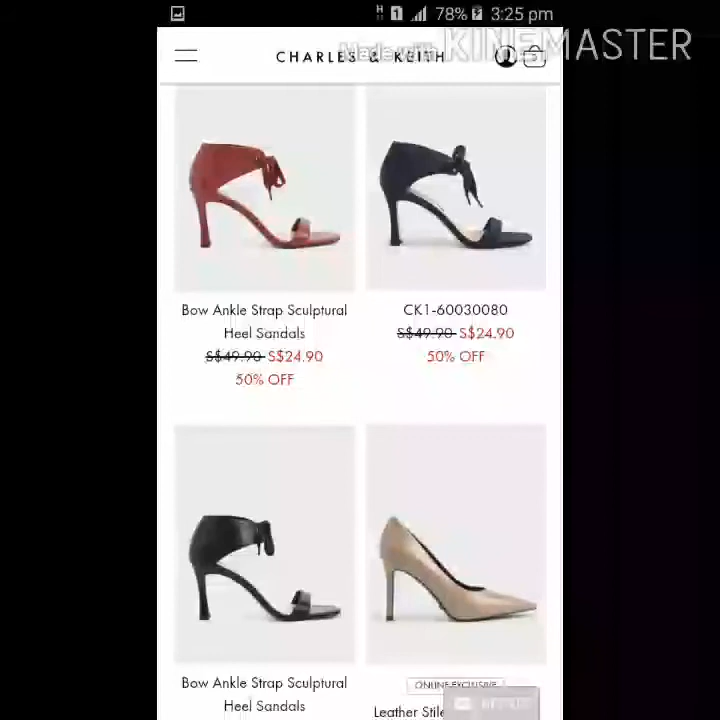 H 1 78% 3:25 pm
Made with KINEMASTER
CHARLES & KEITH
Bow Ankle Strap Sculptural
Heel Sandals
S$49.90 S$24.90
50% OFF
CK1-60030080
S$49.90 S$24.90
50% OFF
Bow Ankle Strap Sculptural
Heel Sandals
ONLINE EXCLUSIVE
Leather